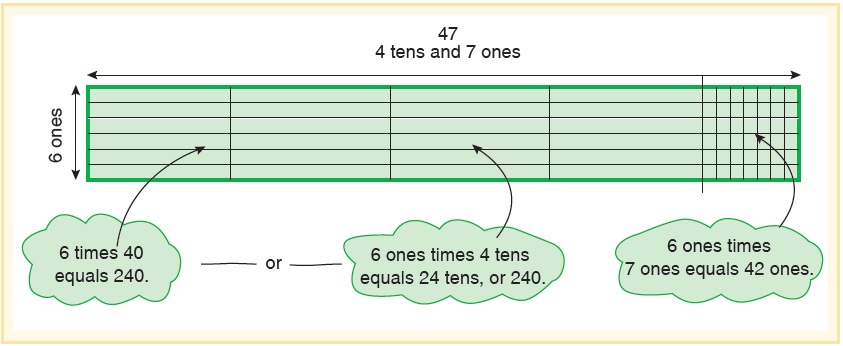 47
4 tens and 7 ones
6 ones
6 times 40
equals 240.
or
6 ones times 4 tens
equals 24 tens, or 240.
6 ones times
7 ones equals 42 ones.